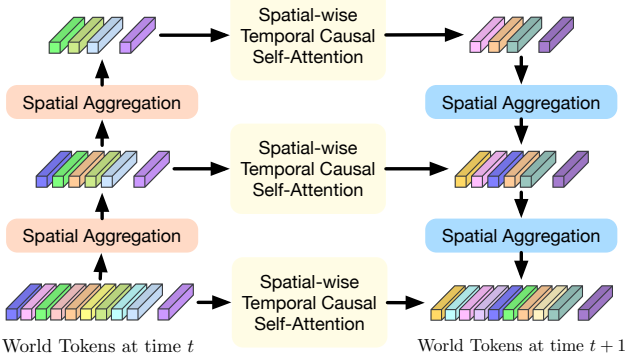 Spatial-wise
Temporal Causal
Self-Attention
Spatial Aggregation
Spatial Aggregation
Spatial-wise
Temporal Causal
Self-Attention
Spatial Aggregation
Spatial Aggregation
Spatial-wise
Temporal Causal
Self-Attention
World Tokens at time t
World Tokens at time t + 1